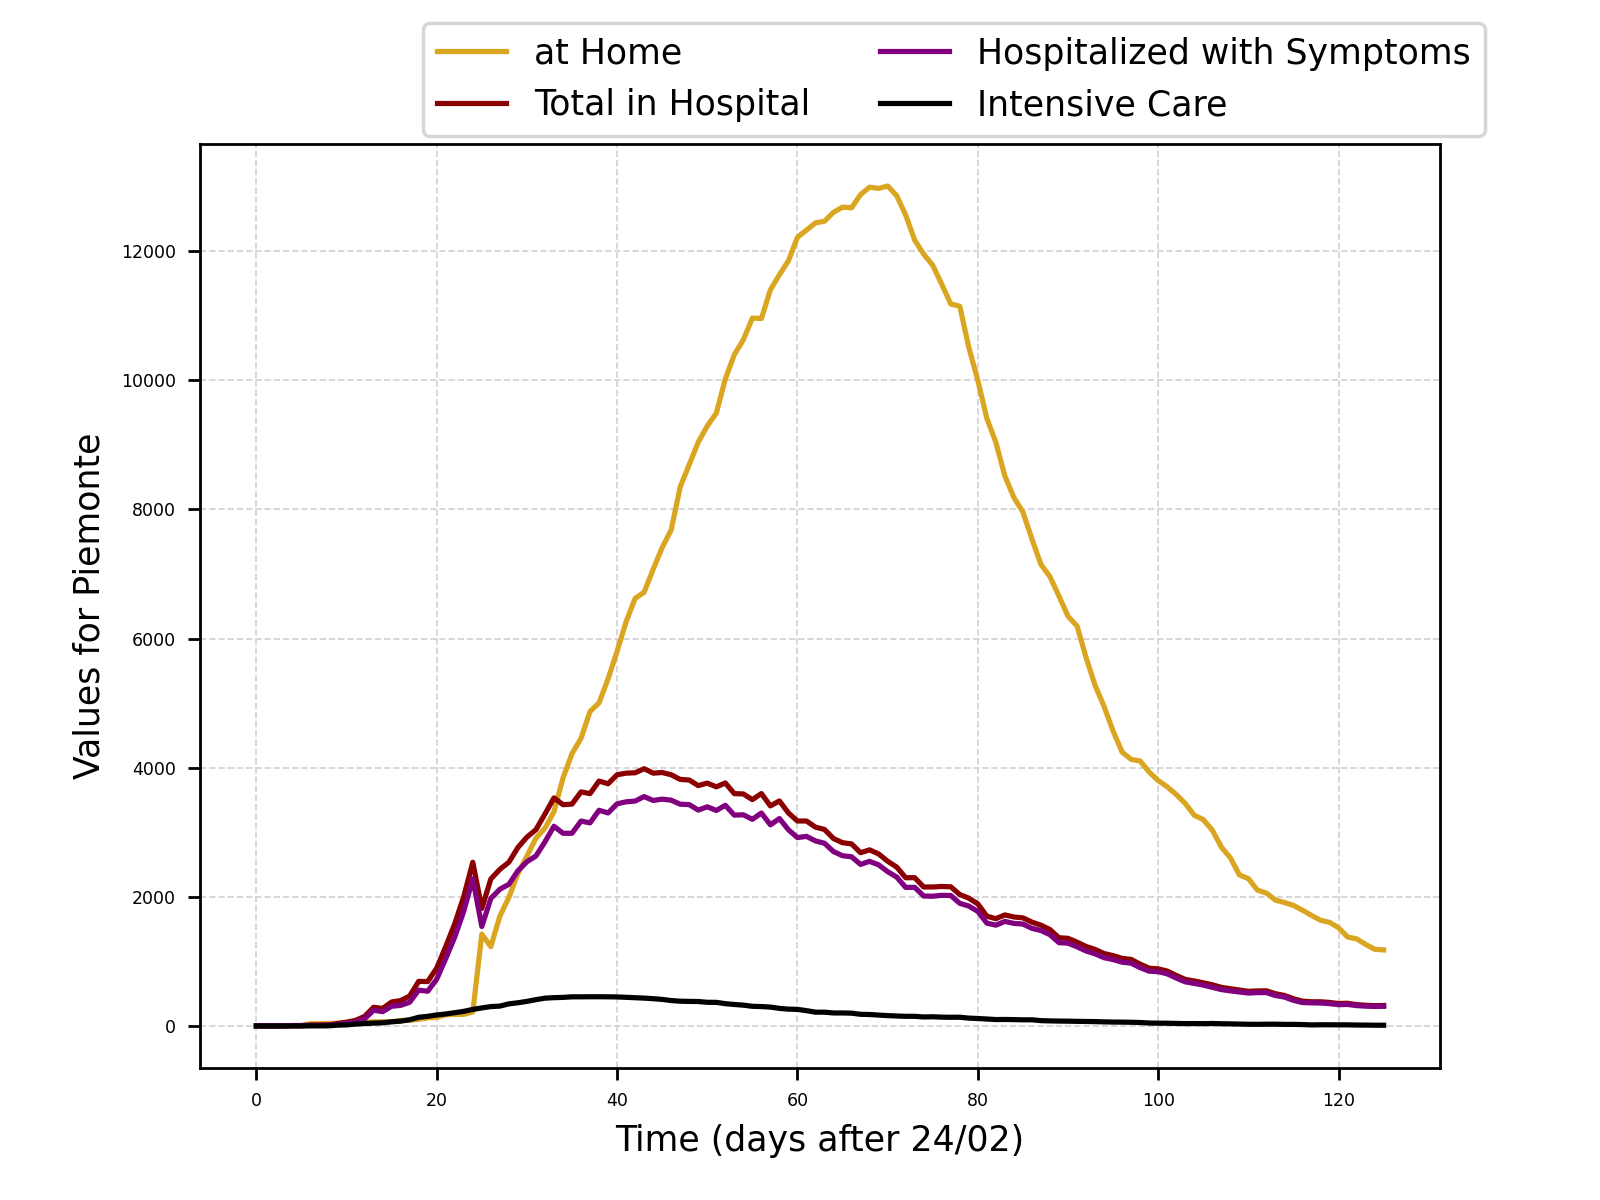 at Home
Total in Hospital
Hospitalized with Symptoms
Intensive Care
Values for Piemonte
12000
10000
8000
6000
4000
2000
0
0 20 40 60 80 100 120
Time (days after 24/02)